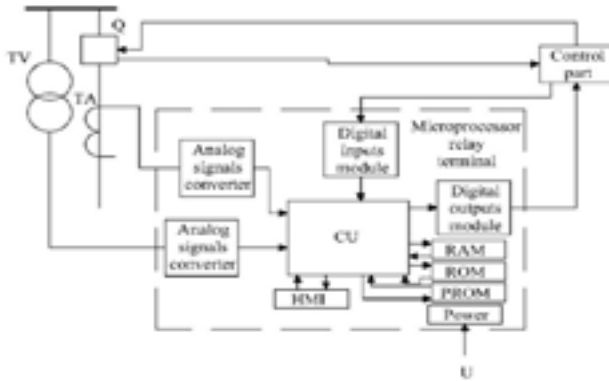 Q
TV
TA
Control
part
Analog
signals
converter
Digital
inputs
module
Microprocessor
relay
terminal
Digital
outputs
module
Analog
signals
converter
CU
RAM
ROM
PROM
HMI
Power
U